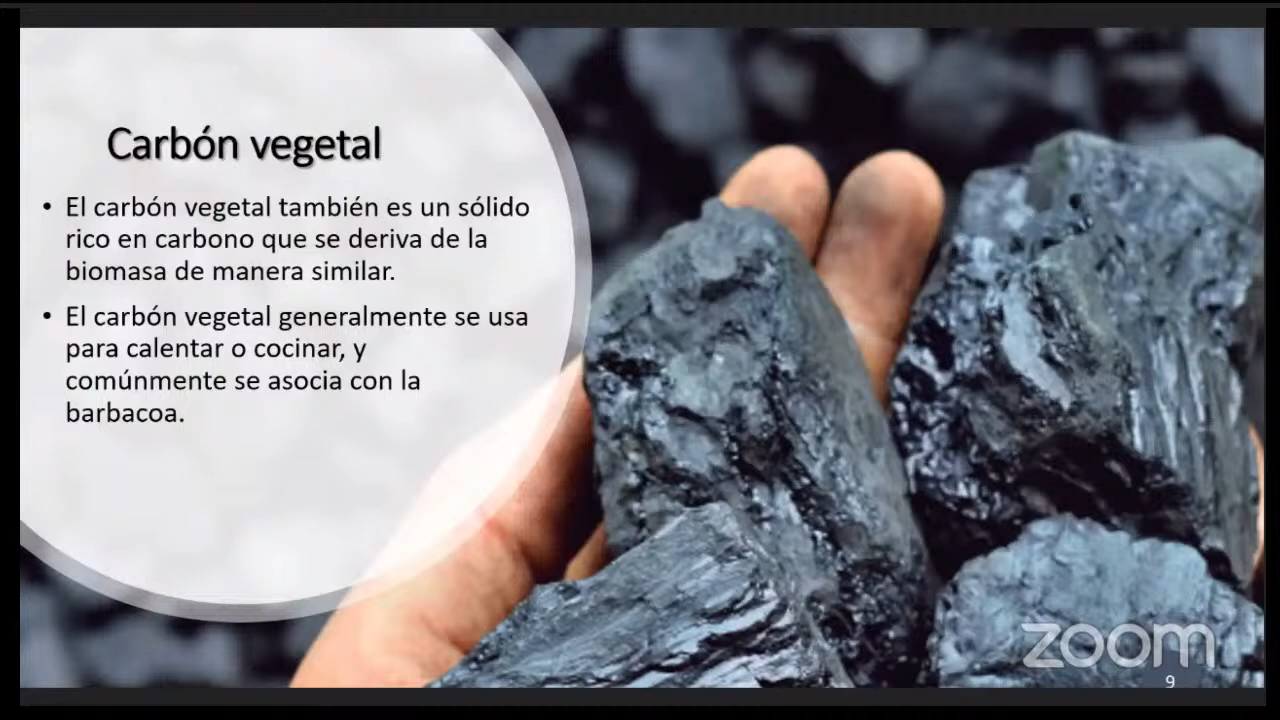 Carbón vegetal
• El carbón vegetal también es un sólido
rico en carbono que se deriva de la
biomasa de manera similar.
• El carbón vegetal generalmente se usa
para calentar o cocinar, y
comúnmente se asocia con la
barbacoa.
zoom
9